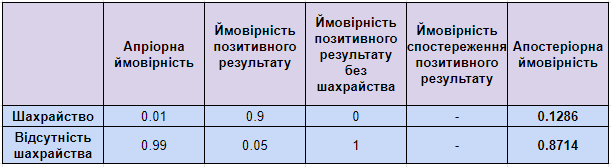 Апріорна ймовірність
Ймовірність позитивного результату
Ймовірність позитивного результату без шахрайства
Ймовірність спостереження позитивного результату
Апостеріорна ймовірність
Шахрайство 0.01 0.9 0 - 0.1286
Відсутність шахрайства 0.99 0.05 1 - 0.8714